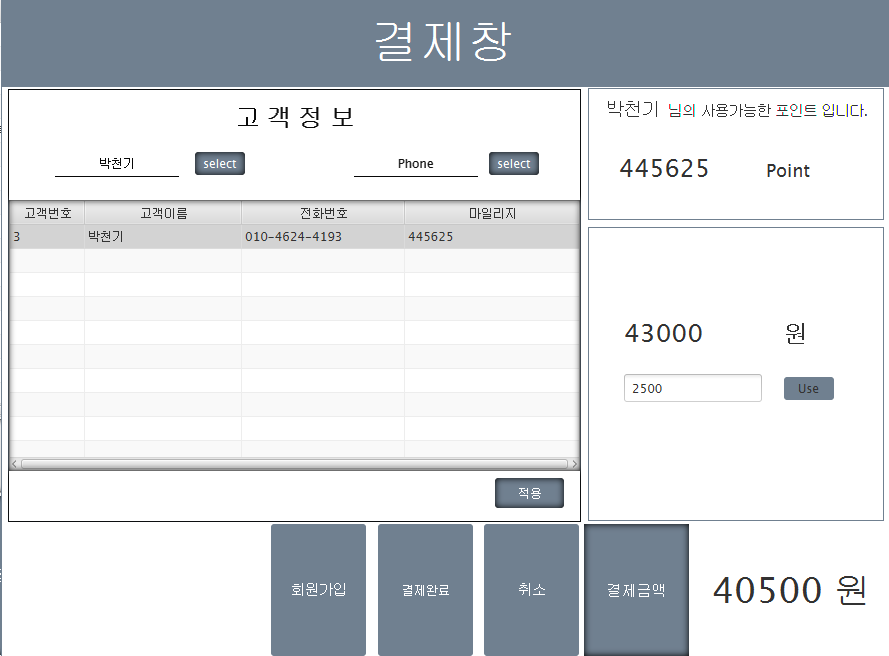 결제창
고객정보
박천기 select Phone select
고객번호 고객이름 전화번호 마일리지
3 박천기 010-4624-4193 445625
적용
박천기 님의 사용가능한 포인트 입니다.
445625 Point
43000 원
2500 Use
회원가입 결제완료 취소 결제금액 40500 원